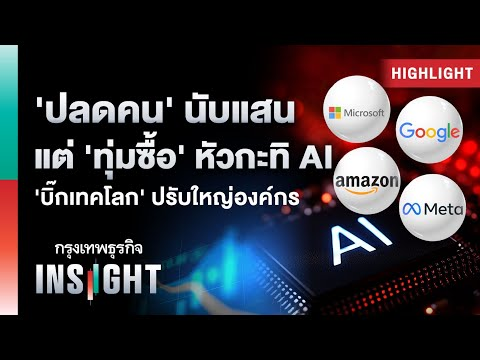 HIGHLIGHT
'ปลดคน' นับแสน
แต่ 'ทุ่มซื้อ' หัวกะทิ AI
'บิ๊กเทคโลก' ปรับใหญ่องค์กร
Microsoft
Google
amazon
Meta
AI
กรุงเทพธุรกิจ
INSIGHT